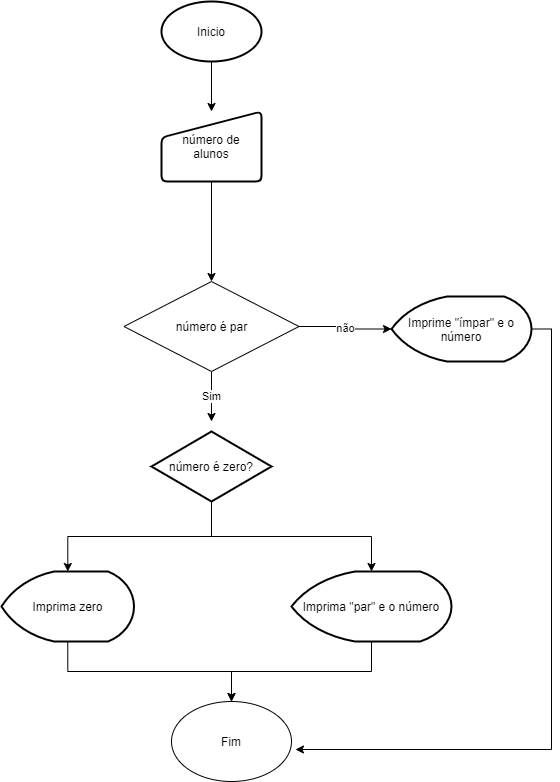 Inicio
número de
alunos
número é par
não
Imprime "ímpar" e o
número
Sim
número é zero?
Imprima zero
Imprima "par" e o número
Fim